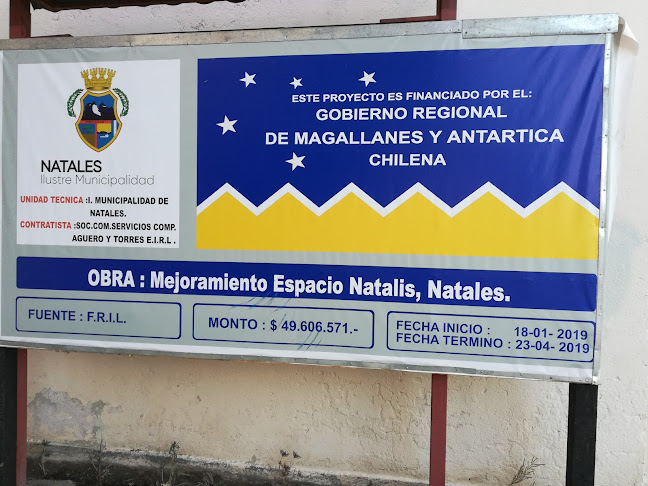 NATALES
Ilustre Municipalidad
UNIDAD TECNICA :I. MUNICIPALIDAD DE
NATALES.
CONTRATISTA :SOC.COM.SERVICIOS COMP.
AGUERO Y TORRES E.I.R.L .
ESTE PROYECTO ES FINANCIADO POR EL:
GOBIERNO REGIONAL
DE MAGALLANES Y ANTARTICA
CHILENA
OBRA : Mejoramiento Espacio Natalis, Natales.
FUENTE : F.R.I.L.
MONTO : $ 49.606.571.-
FECHA INICIO : 18-01- 2019
FECHA TERMINO : 23-04- 2019